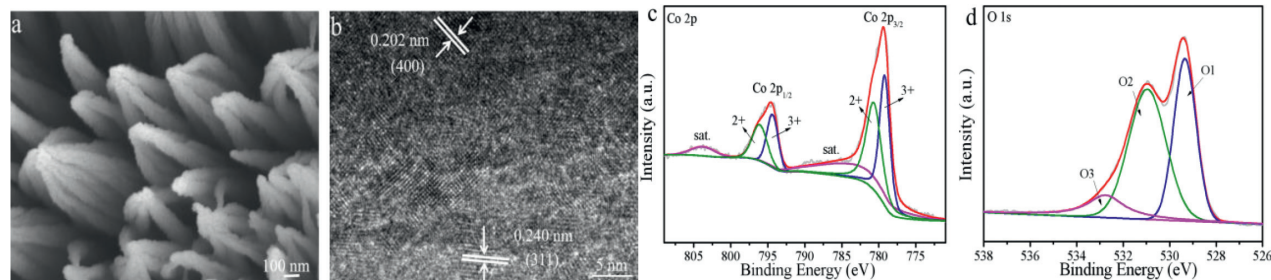 a
100 nm
b
0.202 nm
(400)
0.240 nm
(311)
5 nm
c
Co 2p
Co 2p3/2
Co 2p1/2
2+
3+
2+
3+
sat.
sat.
Intensity (a.u.)
805 800 795 790 785 780 775
Binding Energy (eV)
d
O 1s
O1
O2
O3
Intensity (a.u.)
538 536 534 532 530 528 526
Binding Energy (eV)